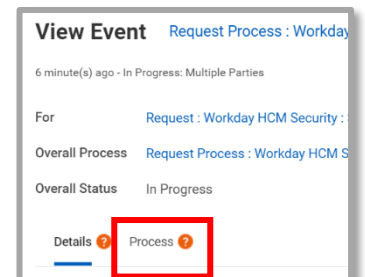 View Event Request Process : Workday
6 minute(s) ago - In Progress: Multiple Parties
For Request : Workday HCM Security :
Overall Process Request Process : Workday HCM S
Overall Status In Progress
Details ? Process ?